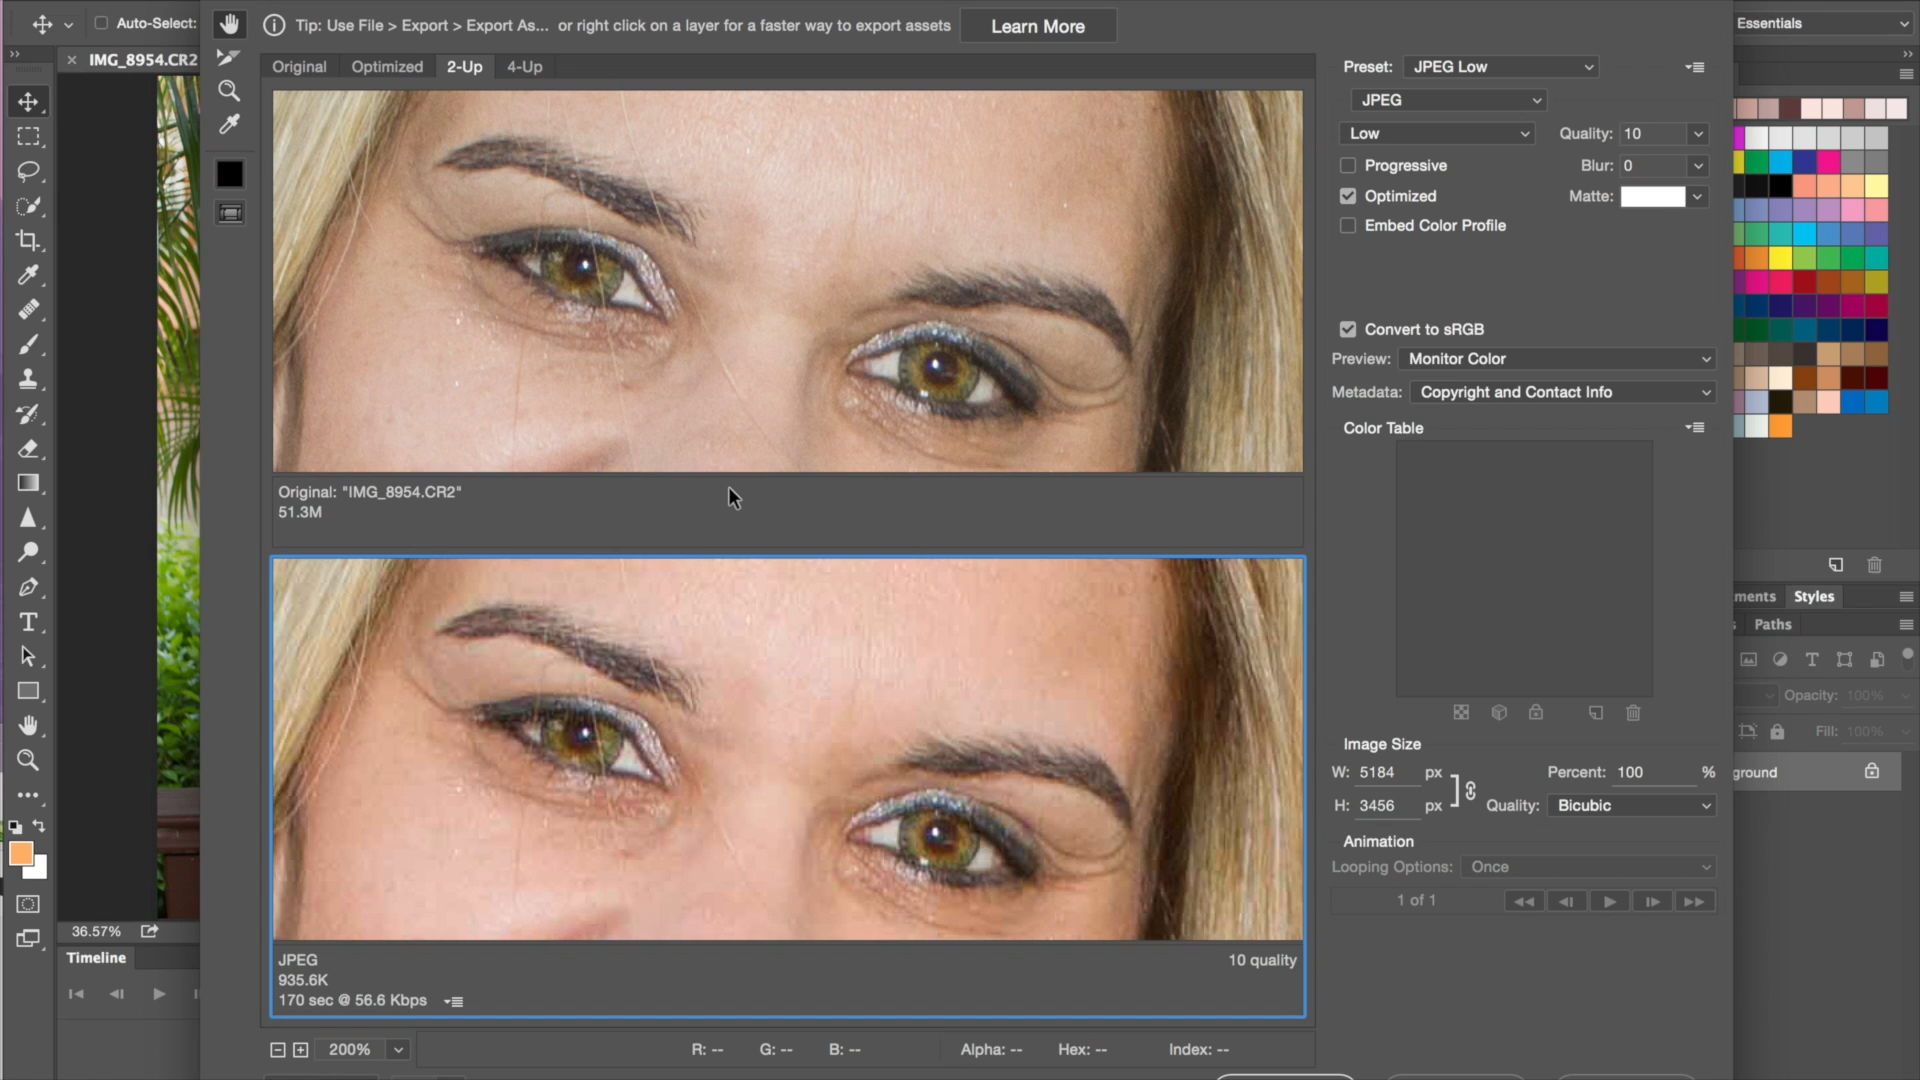 Auto-Select:
Tip: Use File > Export > Export As... or right click on a layer for a faster way to export assets
Learn More
Essentials
IMG_8954.CR2
Original
Optimized
2-Up
4-Up
Preset: JPEG Low
JPEG
Low
Quality: 10
Progressive
Blur: 0
Optimized
Matte:
Embed Color Profile
Convert to sRGB
Preview: Monitor Color
Metadata: Copyright and Contact Info
Color Table
Original: "IMG_8954.CR2"
51.3M
ments
Styles
Paths
Opacity: 100%
Fill: 100%
ground
Image Size
W: 5184 px
Percent: 100 %
H: 3456 px
Quality: Bicubic
Animation
Looping Options: Once
1 of 1
36.57%
Timeline
JPEG
10 quality
935.6K
170 sec @ 56.6 Kbps
200%
R: --
G: --
B: --
Alpha: --
Hex: --
Index: --